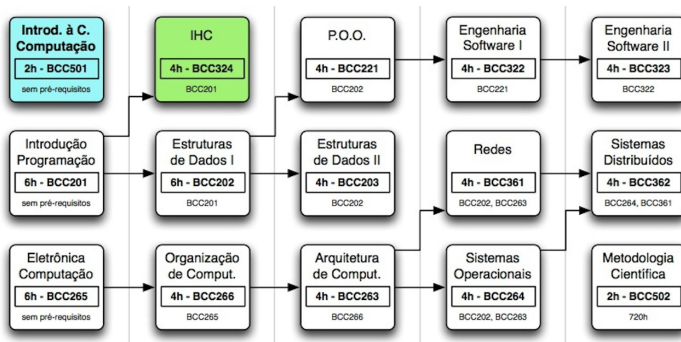 Introd. à C.
Computação
2h - BCC501
sem pré-requisitos
IHC
4h - BCC324
BCC201
P.O.O.
4h - BCC221
BCC202
Engenharia
Software I
4h - BCC322
BCC221
Engenharia
Software II
4h - BCC323
BCC322
Introdução
Programação
6h - BCC201
sem pré-requisitos
Estruturas
de Dados I
6h - BCC202
BCC201
Estruturas
de Dados II
4h - BCC203
BCC202
Redes
4h - BCC361
BCC202, BCC263
Sistemas
Distribuídos
4h - BCC362
BCC264, BCC361
Eletrônica
Computação
6h - BCC265
sem pré-requisitos
Organização
de Comput.
4h - BCC266
BCC265
Arquitetura
de Comput.
4h - BCC263
BCC266
Sistemas
Operacionais
4h - BCC264
BCC202, BCC263
Metodologia
Científica
2h - BCC502
720h